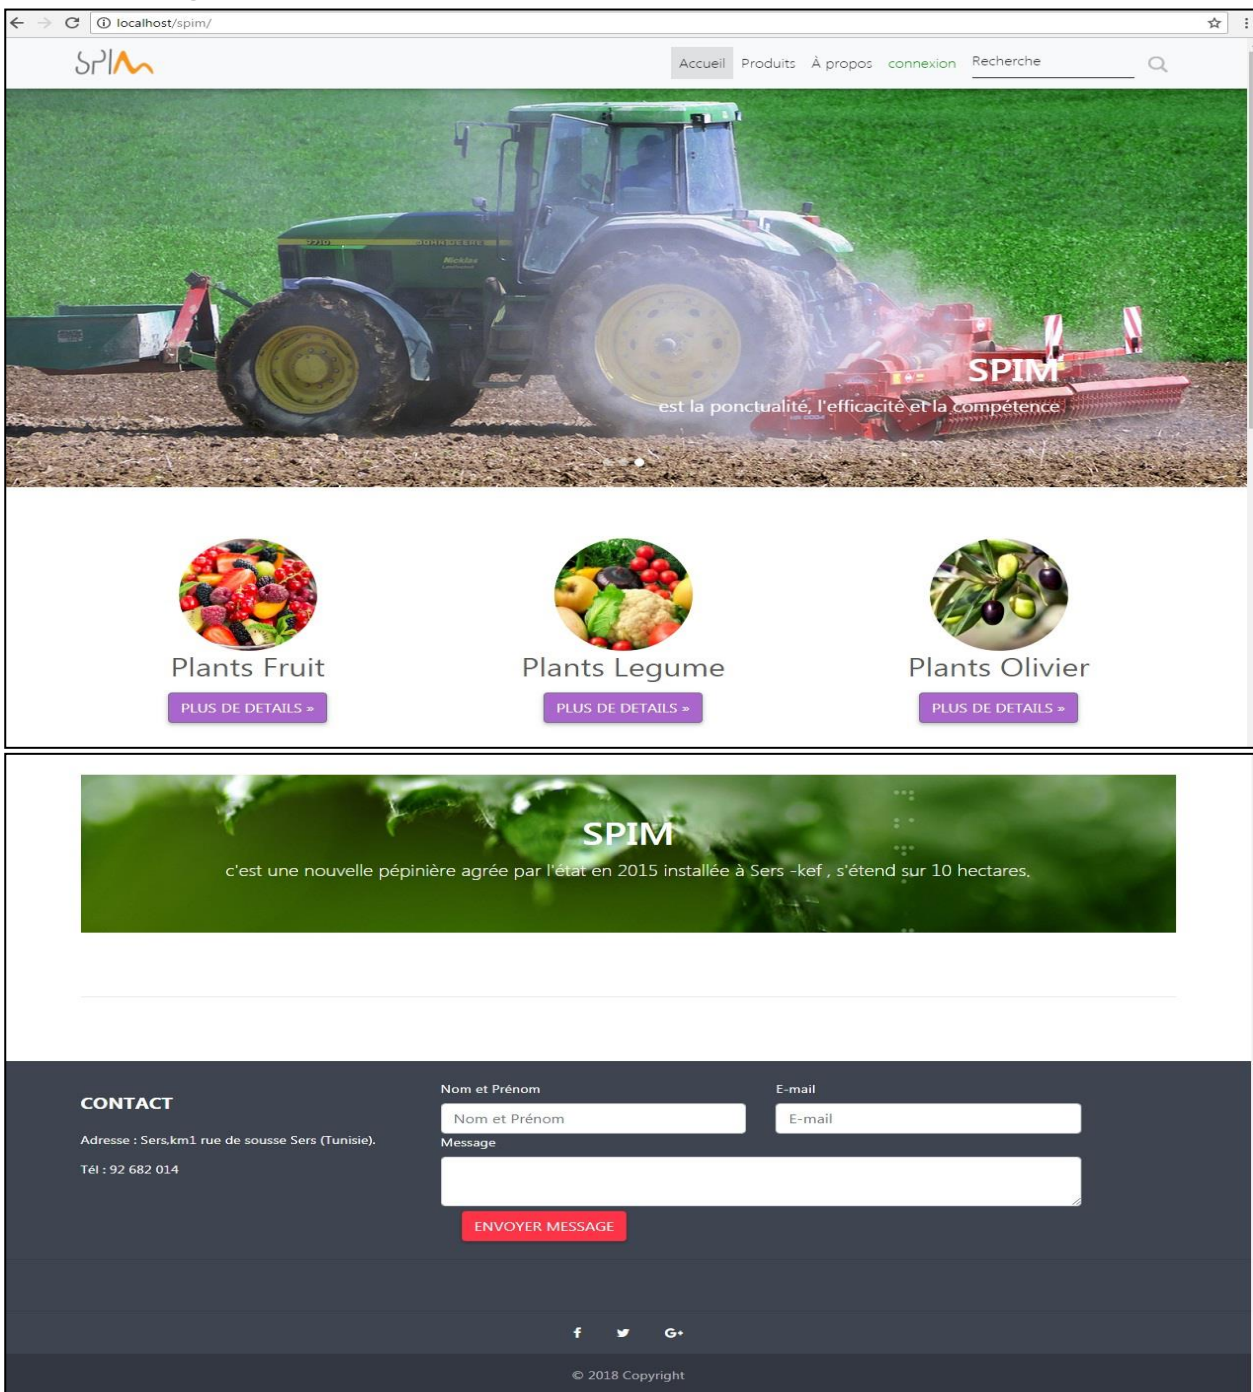 localhost/spim/
SPIM
Accueil Produits À propos connexion Recherche
JOHN DEERE
Nicklas
SPIM
est la ponctualité, l'efficacité et la compétence
Plants Fruit
Plants Legume
Plants Olivier
PLUS DE DETAILS »
PLUS DE DETAILS »
PLUS DE DETAILS »
SPIM
c'est une nouvelle pépinière agrée par l'état en 2015 installée à Sers -kef , s'étend sur 10 hectares.
CONTACT
Adresse : Sers,km1 rue de sousse Sers (Tunisie).
Tél : 92 682 014
Nom et Prénom
Nom et Prénom
E-mail
E-mail
Message
ENVOYER MESSAGE
f G+
© 2018 Copyright